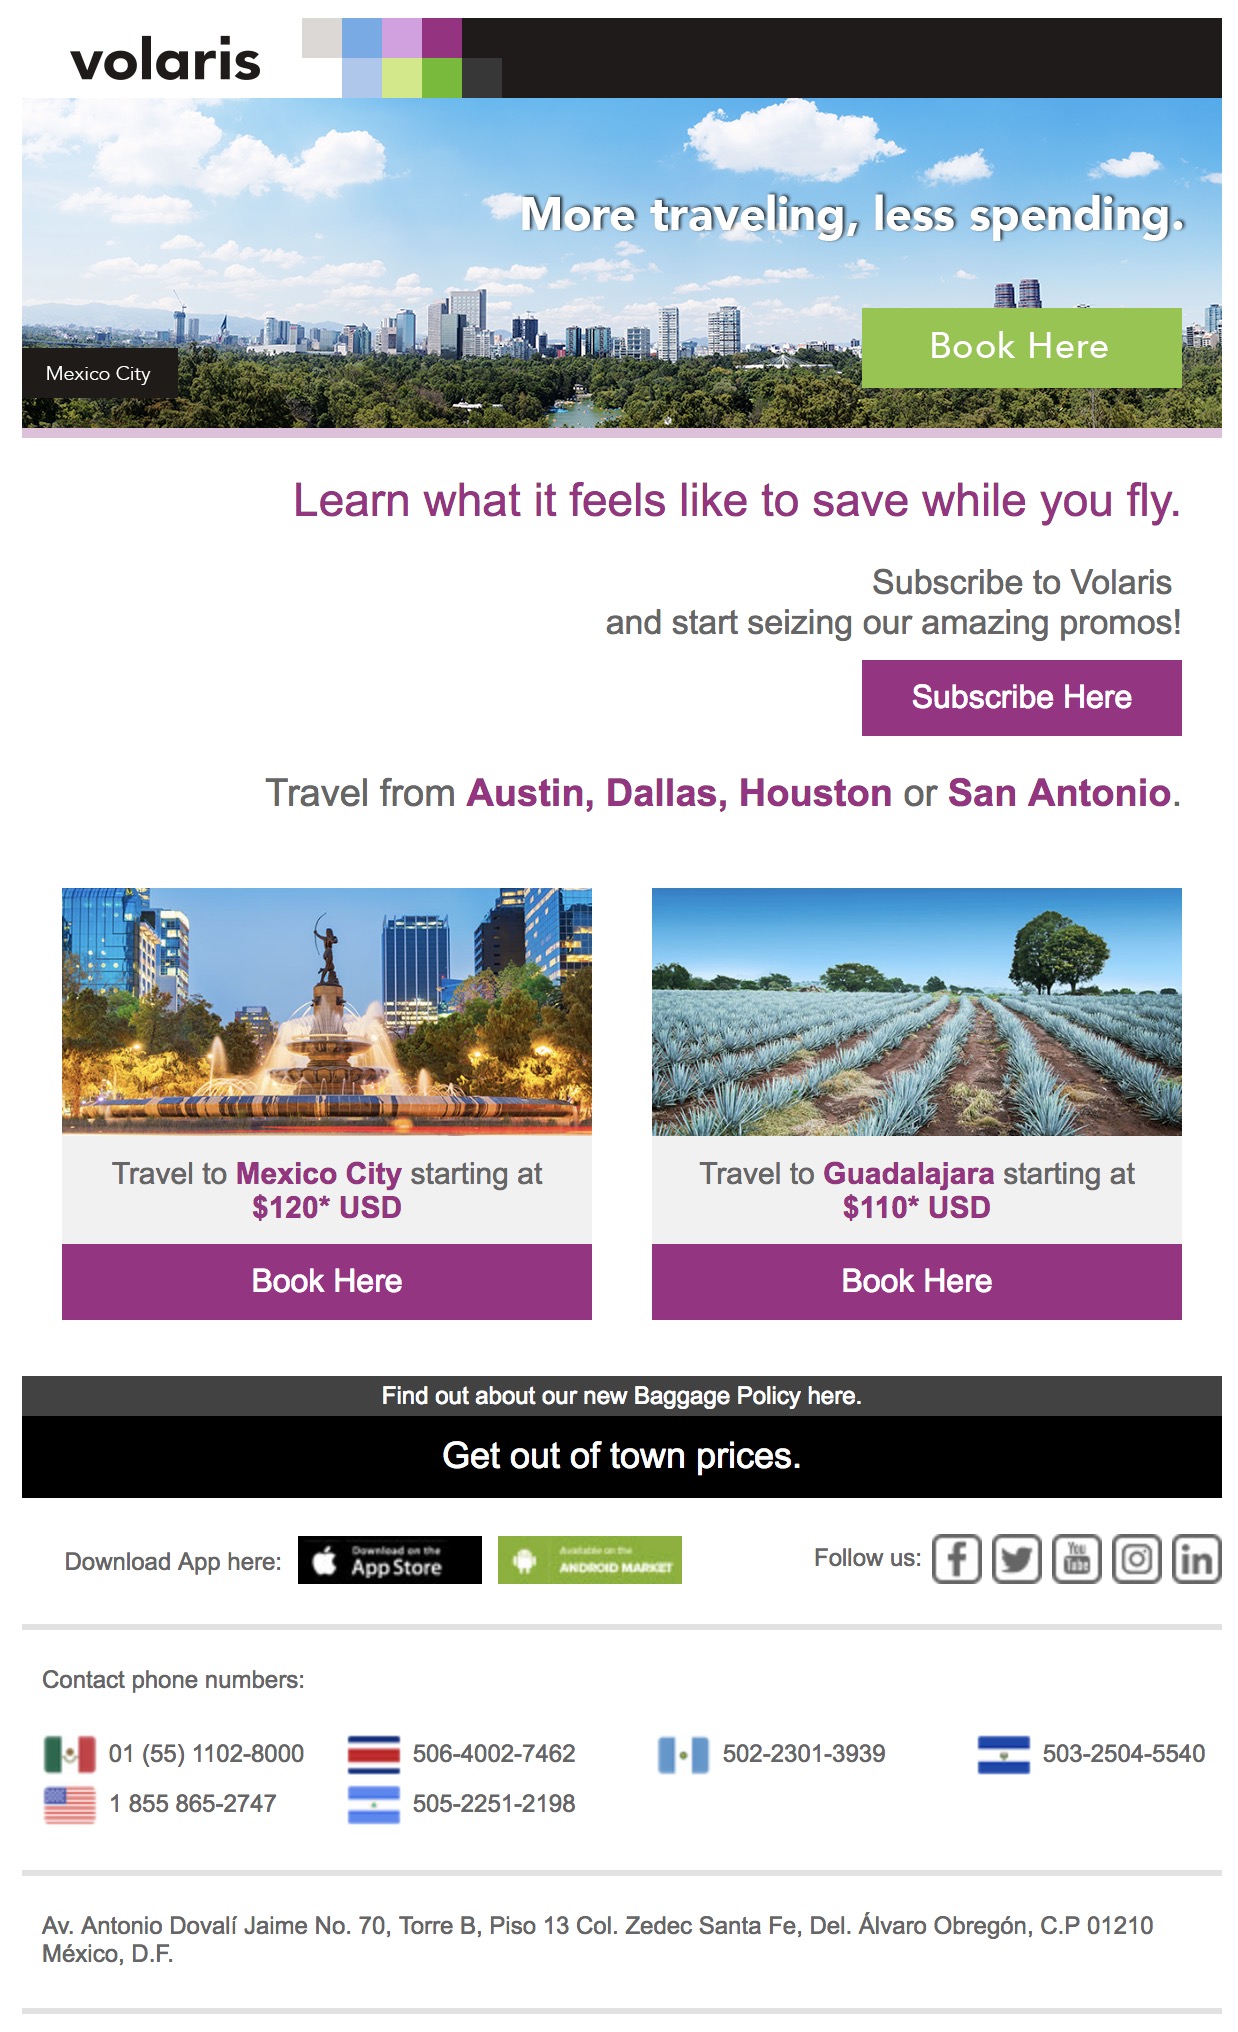 volaris
More traveling, less spending.
Book Here
Mexico City
Learn what it feels like to save while you fly.
Subscribe to Volaris
and start seizing our amazing promos!
Subscribe Here
Travel from Austin, Dallas, Houston or San Antonio.
Travel to Mexico City starting at
$120* USD
Book Here
Travel to Guadalajara starting at
$110* USD
Book Here
Find out about our new Baggage Policy here.
Get out of town prices.
Download App here:
Download on the
App Store
Available on the
ANDROID MARKET
Follow us:
You
Tube
Contact phone numbers:
01 (55) 1102-8000
506-4002-7462
502-2301-3939
503-2504-5540
1 855 865-2747
505-2251-2198
Av. Antonio Dovalí Jaime No. 70, Torre B, Piso 13 Col. Zedec Santa Fe, Del. Álvaro Obregón, C.P 01210
México, D.F.